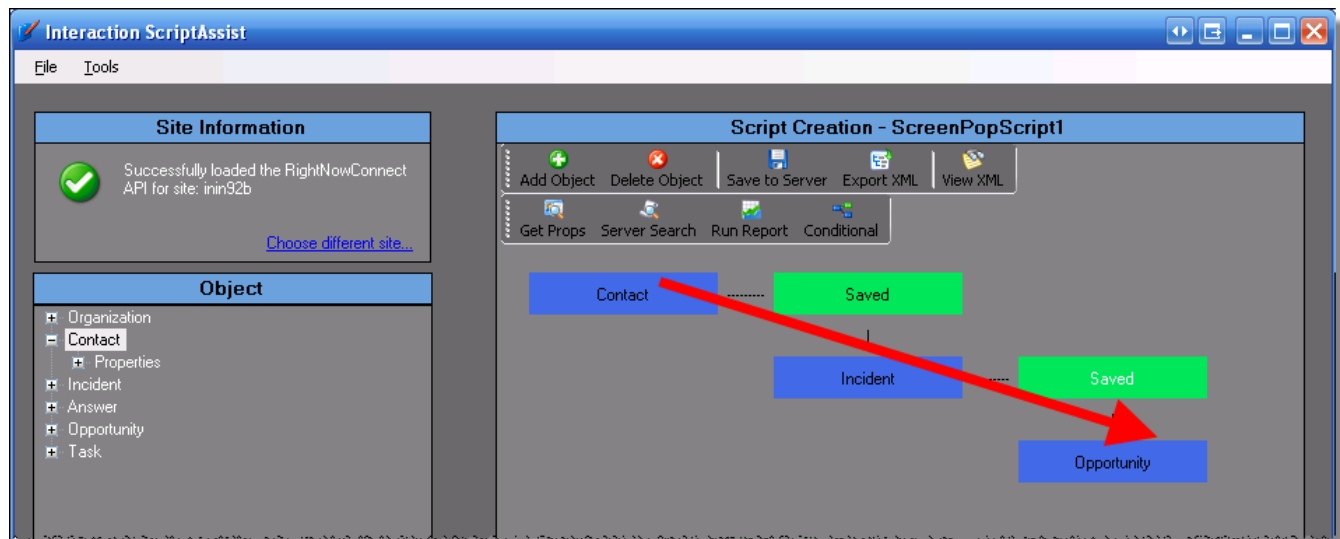 Interaction ScriptAssist
File Tools
Site Information
Successfully loaded the RightNowConnect
API for site: inin92b
Choose different site...
Object
Organization
Contact
Properties
Incident
Answer
Opportunity
Task
Script Creation - ScreenPopScript1
Add Object Delete Object Save to Server Export XML View XML
Get Props Server Search Run Report Conditional
Contact Saved
Incident Saved
Opportunity